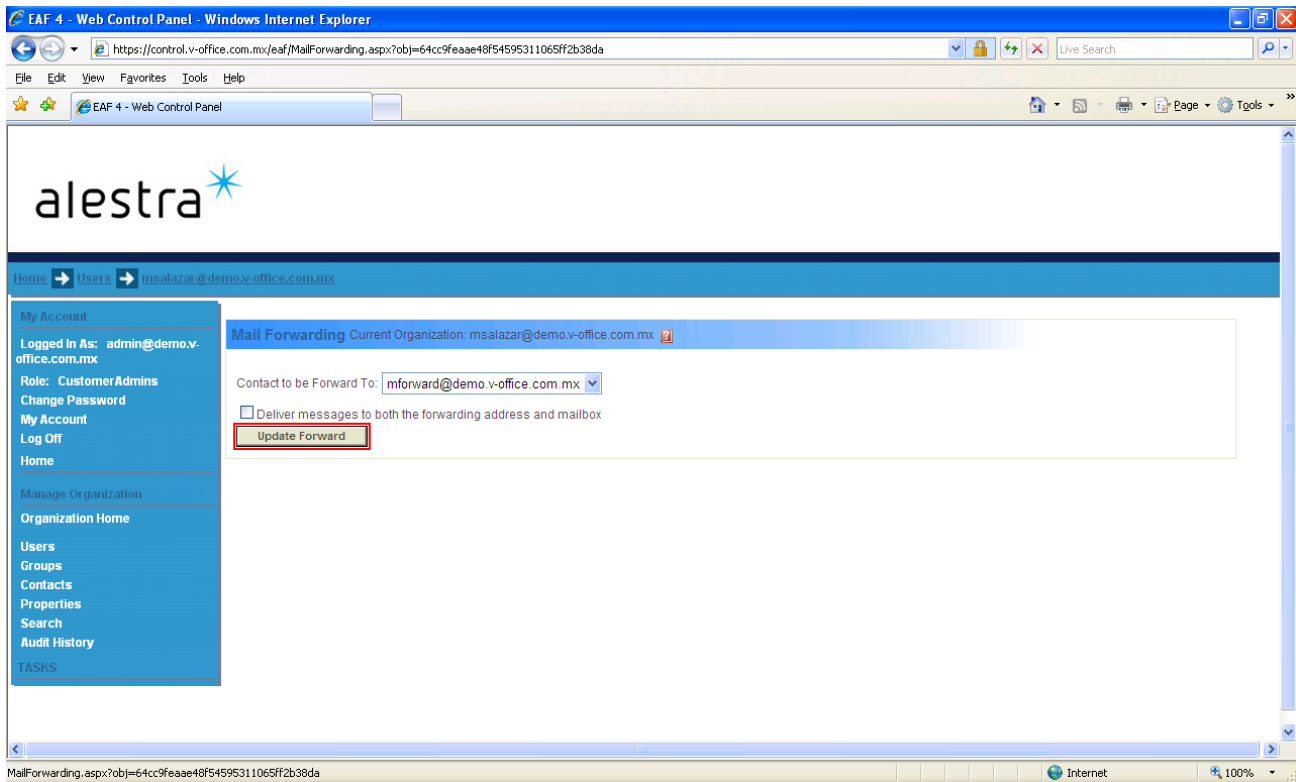 EAF 4 - Web Control Panel - Windows Internet Explorer
https://control.v-office.com.mx/eaf/MailForwarding.aspx?obj=64cc9feaae48f54595311065ff2b38da
Live Search
File Edit View Favorites Tools Help
EAF 4 - Web Control Panel
Page Tools »
alestra
Home Users msalazar@demo.v-office.com.mx
My Account
Logged In As: admin@demo.v-
office.com.mx
Role: CustomerAdmins
Change Password
My Account
Log Off
Home
Manage Organization
Organization Home
Users
Groups
Contacts
Properties
Search
Audit History
TASKS
Mail Forwarding Current Organization: msalazar@demo.v-office.com.mx ?
Contact to be Forward To: mforward@demo.v-office.com.mx
Deliver messages to both the forwarding address and mailbox
Update Forward
MailForwarding.aspx?obj=64cc9feaae48f54595311065ff2b38da
Internet
100%